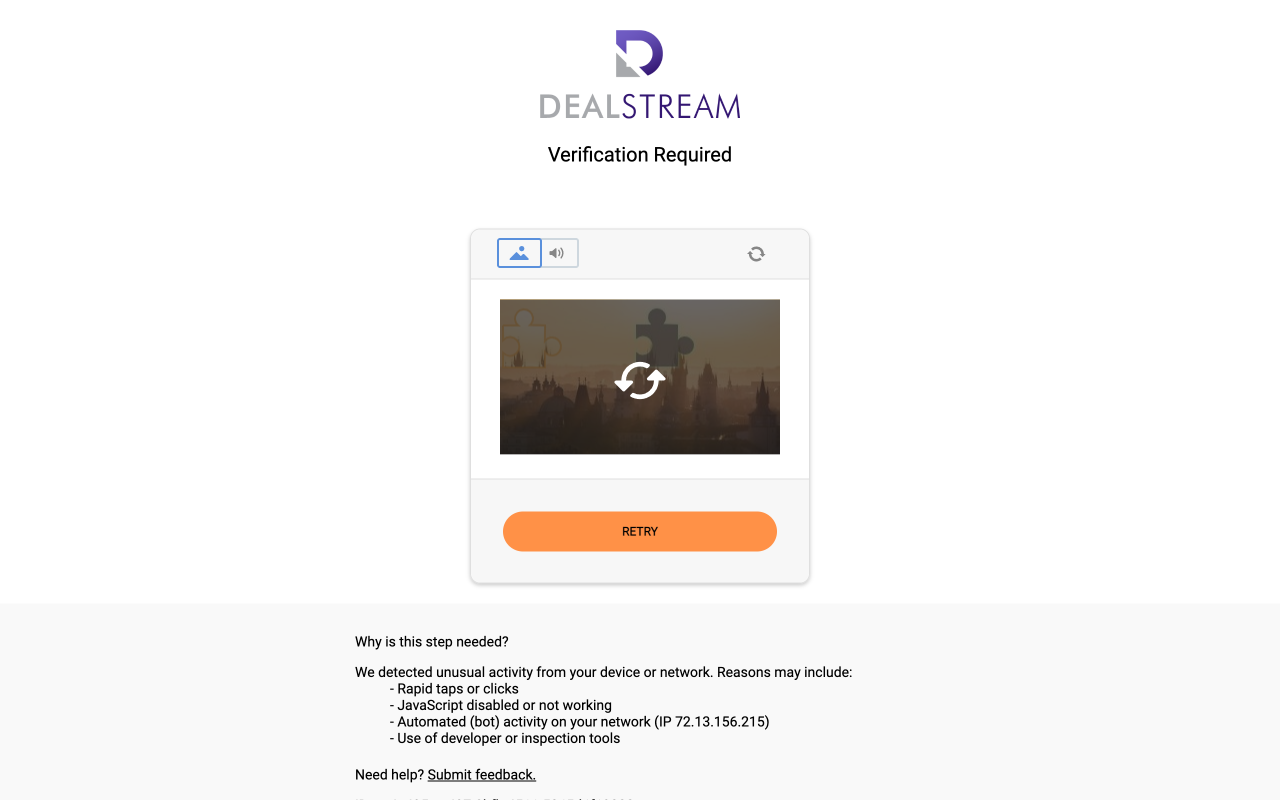 DEALSTREAM
Verification Required
RETRY
Why is this step needed?
We detected unusual activity from your device or network. Reasons may include:
- Rapid taps or clicks
- JavaScript disabled or not working
- Automated (bot) activity on your network (IP 72.13.156.215)
- Use of developer or inspection tools
Need help? Submit feedback.